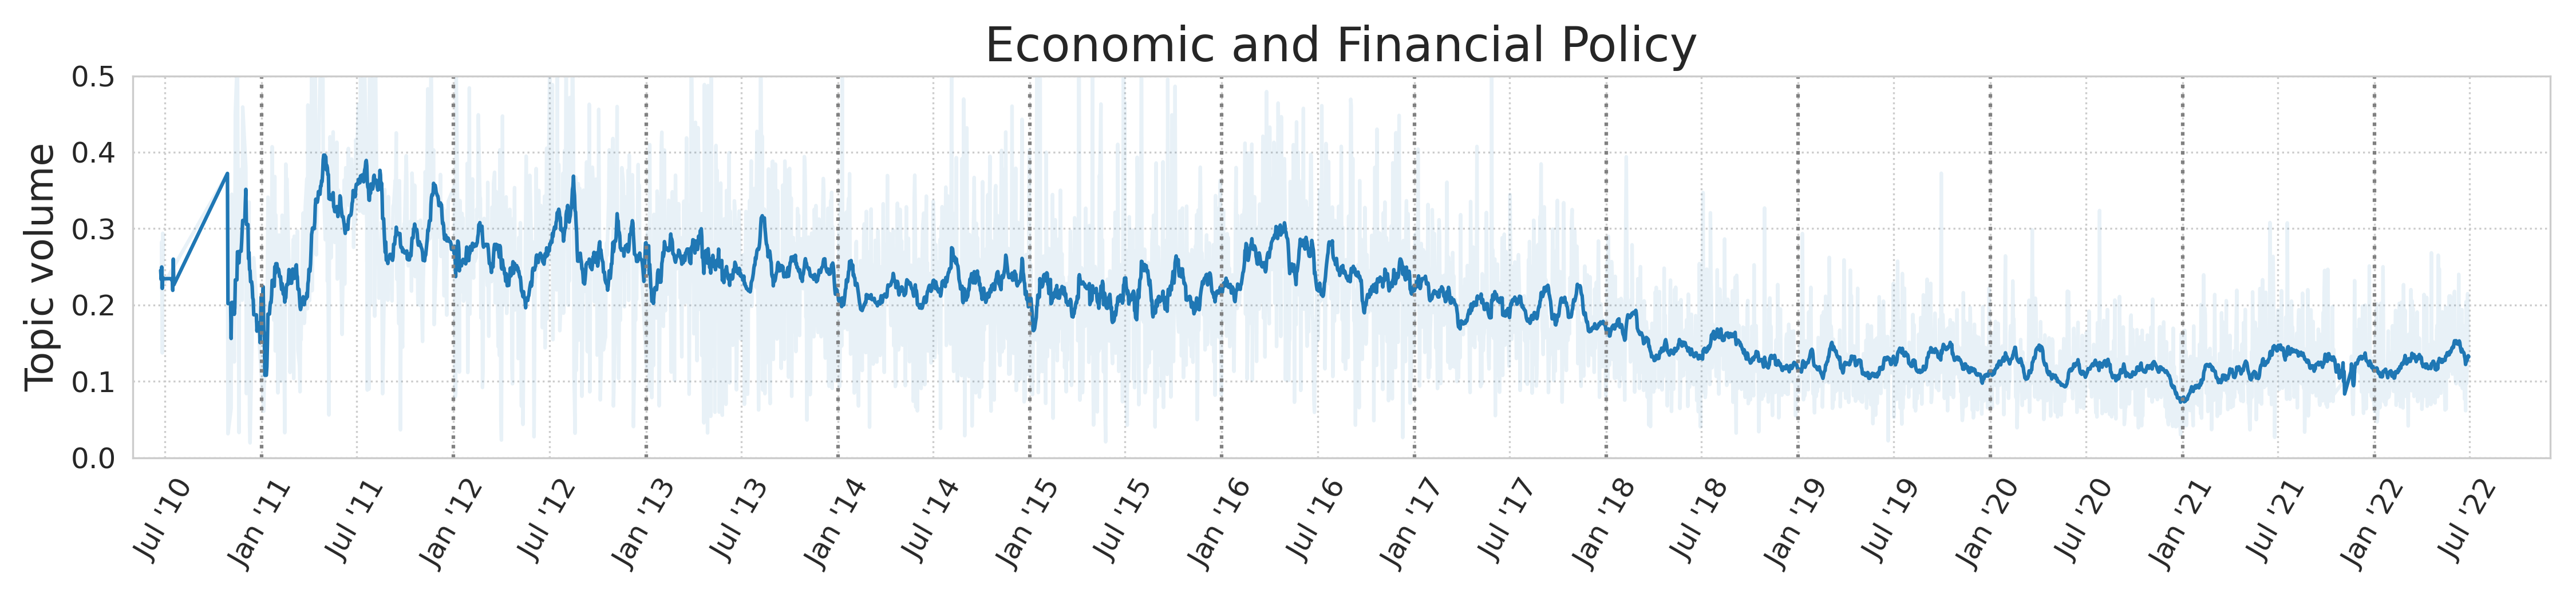 Economic and Financial Policy
Topic volume
0.5
0.4
0.3
0.2
0.1
0.0
Jul '10
Jan '11
Jul '11
Jan '12
Jul '12
Jan '13
Jul '13
Jan '14
Jul '14
Jan '15
Jul '15
Jan '16
Jul '16
Jan '17
Jul '17
Jan '18
Jul '18
Jan '19
Jul '19
Jan '20
Jul '20
Jan '21
Jul '21
Jan '22
Jul '22